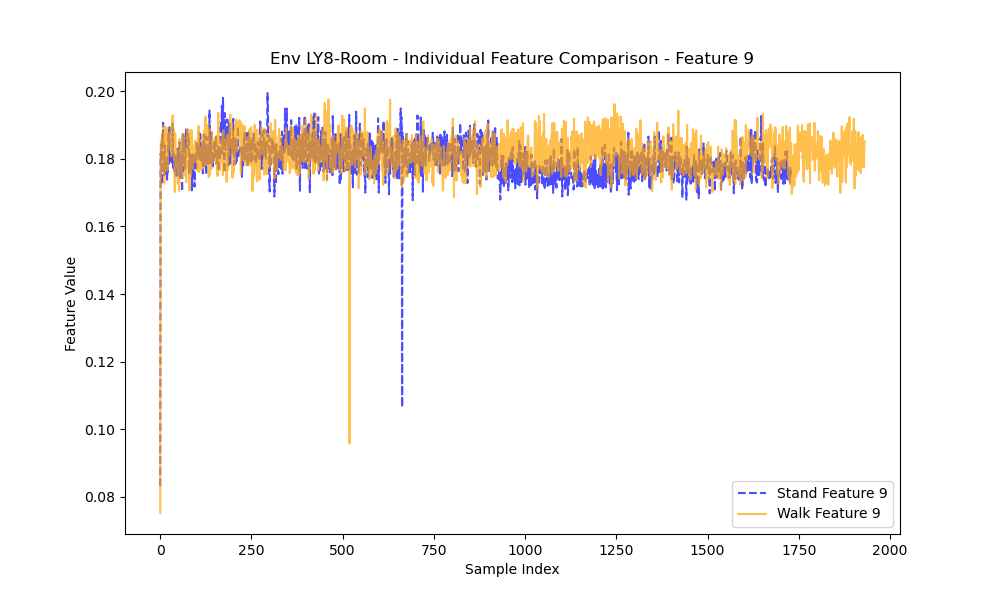 Env LY8-Room - Individual Feature Comparison - Feature 9
Feature Value
0.20
0.18
0.16
0.14
0.12
0.10
0.08
0 250 500 750 1000 1250 1500 1750 2000
Sample Index
Stand Feature 9
Walk Feature 9